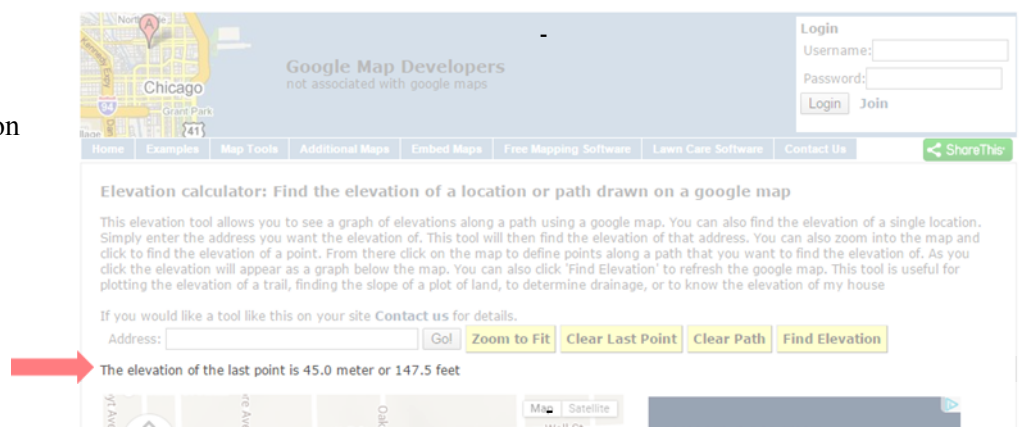 North Ave
Kennedy Expy
Chicago
94
Grant Park
41
Google Map Developers
not associated with google maps
Login
Username:
Password:
Login Join
on
Home Examples Map Tools Additional Maps Embed Maps Free Mapping Software Lawn Care Software Contact Us
ShareThis
Elevation calculator: Find the elevation of a location or path drawn on a google map
This elevation tool allows you to see a graph of elevations along a path using a google map. You can also find the elevation of a single location.
Simply enter the address you want the elevation of. This tool will then find the elevation of that address. You can also zoom into the map and
click to find the elevation of a point. From there click on the map to define points along a path that you want to find the elevation of. As you
click the elevation will appear as a graph below the map. You can also click 'Find Elevation' to refresh the google map. This tool is useful for
plotting the elevation of a trail, finding the slope of a plot of land, to determine drainage, or to know the elevation of my house
If you would like a tool like this on your site Contact us for details.
Address: Go! Zoom to Fit Clear Last Point Clear Path Find Elevation
The elevation of the last point is 45.0 meter or 147.5 feet
Map Satellite